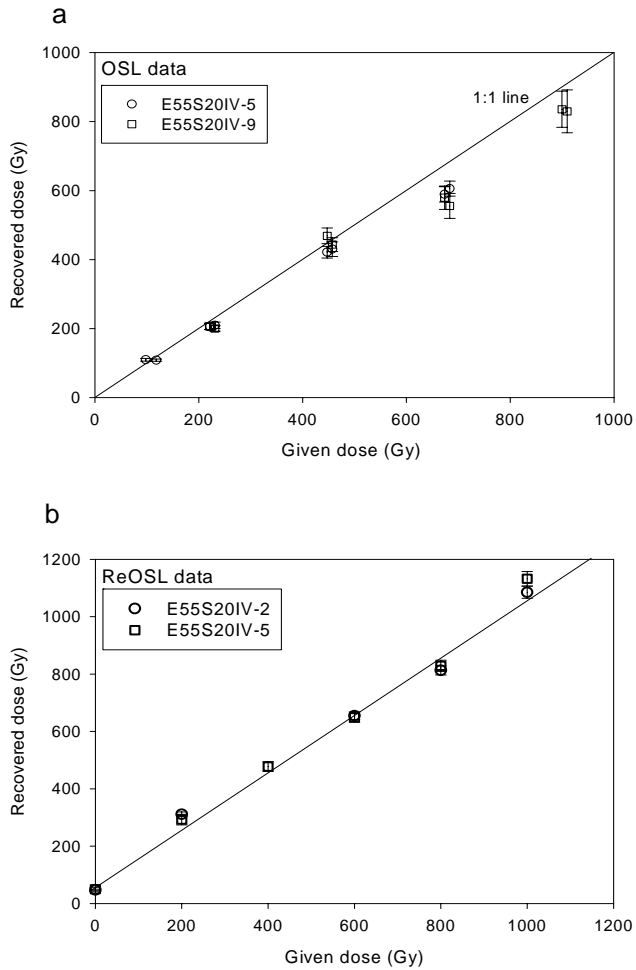 a
OSL data
E55S20IV-5
E55S20IV-9
1:1 line
1000
800
600
400
200
0
Recovered dose (Gy)
0 200 400 600 800 1000
Given dose (Gy)
b
ReOSL data
E55S20IV-2
E55S20IV-5
1200
1000
800
600
400
200
0
Recovered dose (Gy)
0 200 400 600 800 1000 1200
Given dose (Gy)